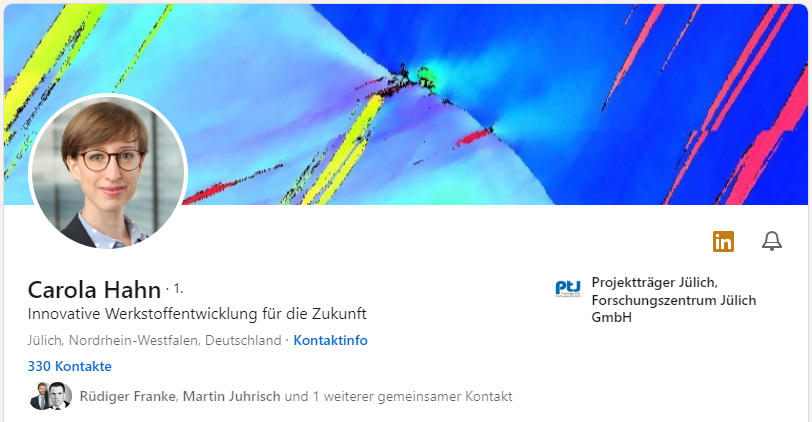 in
Carola Hahn · 1.
Innovative Werkstoffentwicklung für die Zukunft
Jülich, Nordrhein-Westfalen, Deutschland · Kontaktinfo
330 Kontakte
Rüdiger Franke, Martin Juhrisch und 1 weiterer gemeinsamer Kontakt
ptj
Projektträger Jülich,
Forschungszentrum Jülich
GmbH